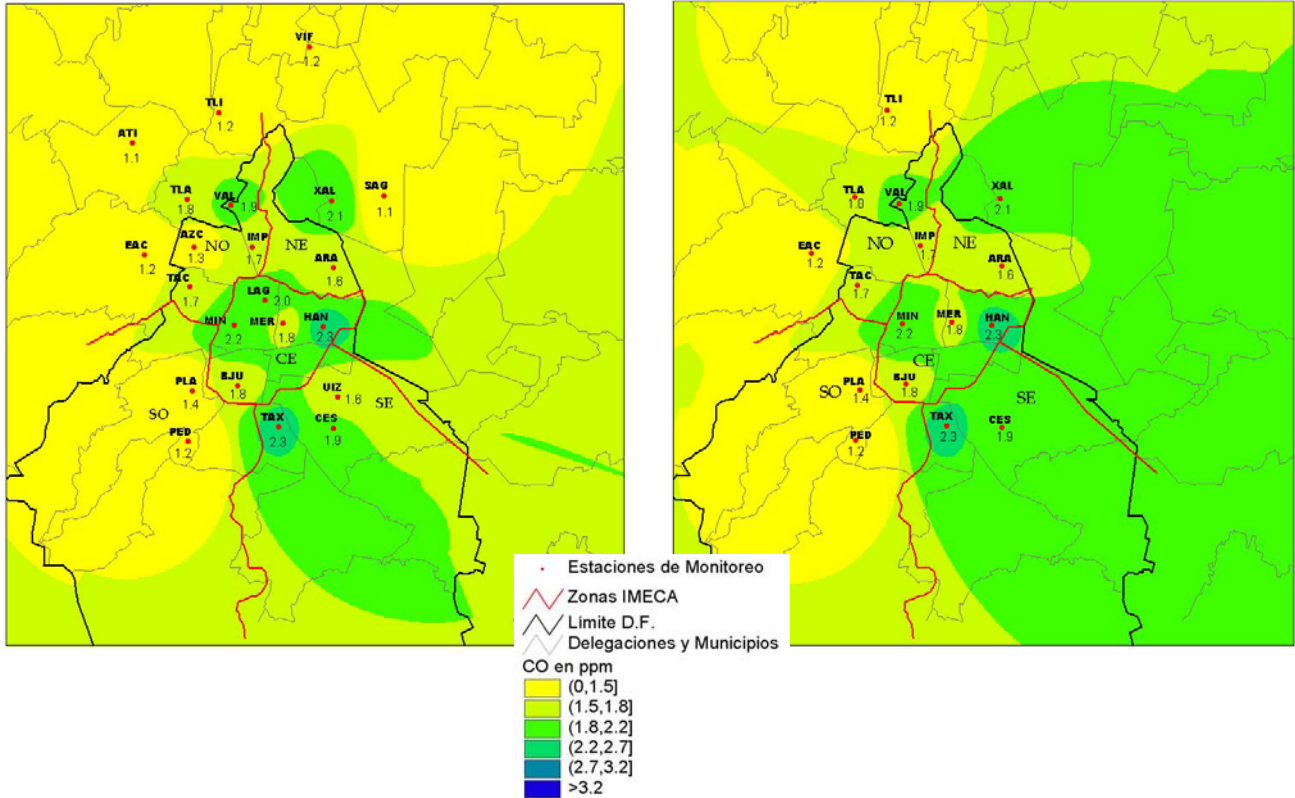 VIF
1.2
TLI
1.2
ATI
1.1
TLA
1.8
VAL
1.9
XAL
2.1
SAG
1.1
EAC
1.2
AZC
1.3
NO
IMP
1.7
NE
ARA
1.6
TAC
1.7
LAG
2.0
MIN
2.2
MER
1.8
HAN
2.3
CE
PLA
1.4
BJU
1.8
UIZ
1.8
SE
SO
PED
1.2
TAX
2.3
CES
1.9
TLI
1.2
TLA
1.8
VAL
1.9
XAL
2.1
EAC
1.2
NO
IMP
1.7
NE
ARA
1.6
TAC
1.7
MIN
2.2
MER
1.8
HAN
2.3
CE
SO
PLA
1.4
BJU
1.8
SE
PED
1.2
TAX
2.3
CES
1.9
Estaciones de Monitoreo
Zonas IMECA
Límite D.F.
Delegaciones y Municipios
CO en ppm
(0,1.5]
(1.5,1.8]
(1.8,2.2]
(2.2,2.7]
(2.7,3.2]
>3.2